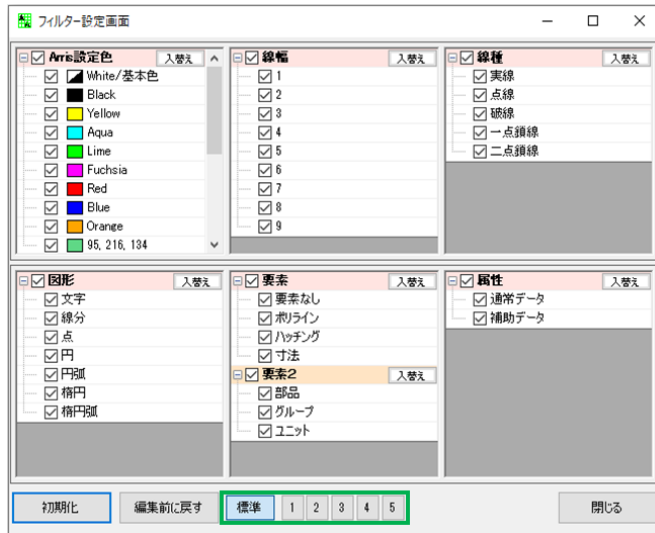 フィルター設定画面
Arris設定色 入替え
White/基本色
Black
Yellow
Aqua
Lime
Fuchsia
Red
Blue
Orange
95, 216, 134
線幅 入替え
1
2
3
4
5
6
7
8
9
線種 入替え
実線
点線
破線
一点鎖線
二点鎖線
図形 入替え
文字
線分
点
円
円弧
楕円
楕円弧
要素 入替え
要素なし
ポリライン
ハッチング
寸法
要素2 入替え
部品
グループ
ユニット
属性 入替え
通常データ
補助データ
初期化 編集前に戻す 標準 1 2 3 4 5 閉じる